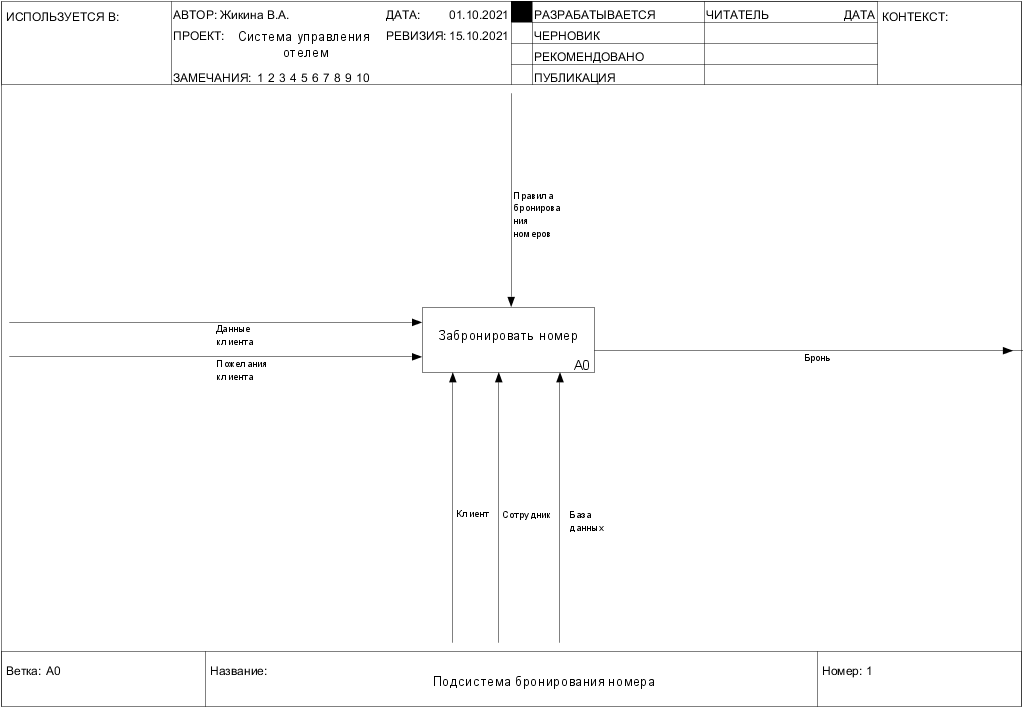 ИСПОЛЬЗУЕТСЯ В:
АВТОР: Жикина В.А.
ДАТА: 01.10.2021
ПРОЕКТ: Система управления
отелем
РЕВИЗИЯ: 15.10.2021
ЗАМЕЧАНИЯ: 1 2 3 4 5 6 7 8 9 10
РАЗРАБАТЫВАЕТСЯ
ЧЕРНОВИК
РЕКОМЕНДОВАНО
ПУБЛИКАЦИЯ
ЧИТАТЕЛЬ ДАТА
КОНТЕКСТ:
Правила
бронирова
ния
номеров
Данные
клиента
Пожелания
клиента
Забронировать номер
A0
Бронь
Клиент
Сотрудник
База
данных
Ветка: A0
Название:
Подсистема бронирования номера
Номер: 1